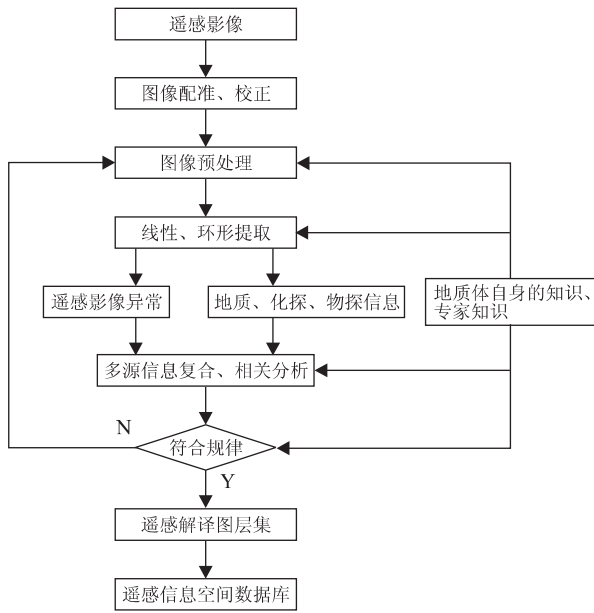 遥感影像
图像配准、校正
图像预处理
线性、环形提取
遥感影像异常
地质、化探、物探信息
地质体自身的知识、
专家知识
多源信息复合、相关分析
N
符合规律
Y
遥感解译图层集
遥感信息空间数据库